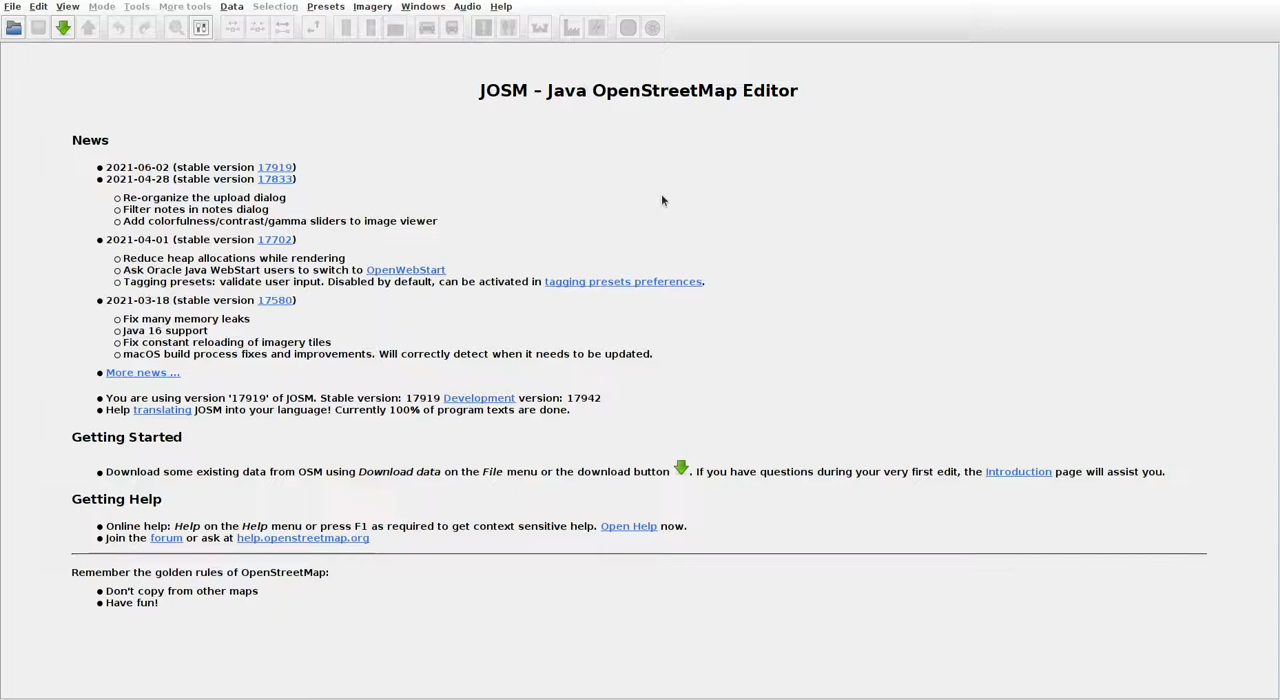 File Edit View Mode Tools More tools Data Selection Presets Imagery Windows Audio Help
JOSM – Java OpenStreetMap Editor
News
2021-06-02 (stable version 17919)
2021-04-28 (stable version 17833)
Re-organize the upload dialog
Filter notes in notes dialog
Add colorfulness/contrast/gamma sliders to image viewer
2021-04-01 (stable version 17702)
Reduce heap allocations while rendering
Ask Oracle Java WebStart users to switch to OpenWebStart
Tagging presets: validate user input. Disabled by default, can be activated in tagging presets preferences.
2021-03-18 (stable version 17580)
Fix many memory leaks
Java 16 support
Fix constant reloading of imagery tiles
macOS build process fixes and improvements. Will correctly detect when it needs to be updated.
More news ...
You are using version '17919' of JOSM. Stable version: 17919 Development version: 17942
Help translating JOSM into your language! Currently 100% of program texts are done.
Getting Started
Download some existing data from OSM using Download data on the File menu or the download button . If you have questions during your very first edit, the Introduction page will assist you.
Getting Help
Online help: Help on the Help menu or press F1 as required to get context sensitive help. Open Help now.
Join the forum or ask at help.openstreetmap.org
Remember the golden rules of OpenStreetMap:
Don't copy from other maps
Have fun!